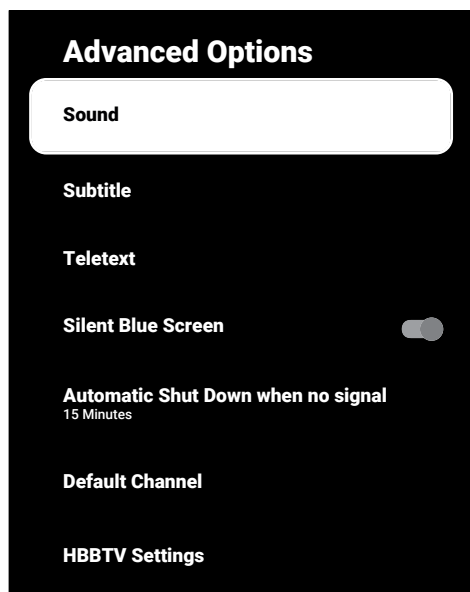 Advanced Options
Sound
Subtitle
Teletext
Silent Blue Screen
Automatic Shut Down when no signal
15 Minutes
Default Channel
HBBTV Settings